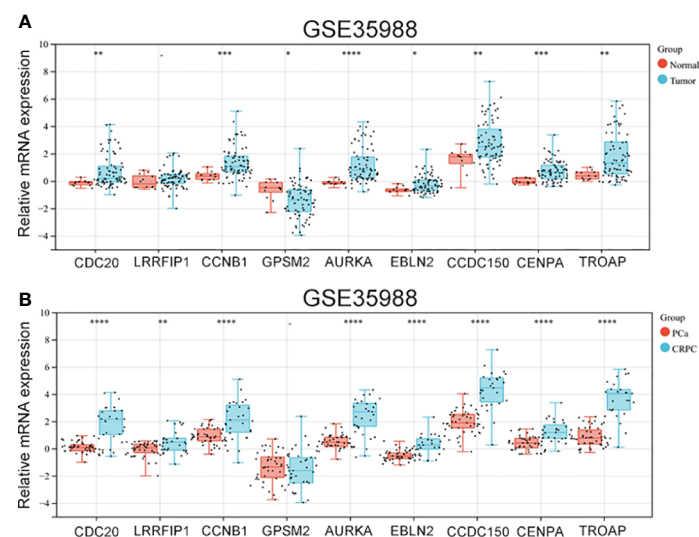 A
GSE35988
Relative mRNA expression
10
8
6
4
2
0
−2
−4
** - *** * **** * ** *** **
Group
Normal
Tumor
CDC20 LRRFIP1 CCNB1 GPSM2 AURKA EBLN2 CCDC150 CENPA TROAP
B
GSE35988
Relative mRNA expression
10
8
6
4
2
0
−2
−4
**** ** **** - **** **** **** **** ****
Group
PCa
CRPC
CDC20 LRRFIP1 CCNB1 GPSM2 AURKA EBLN2 CCDC150 CENPA TROAP